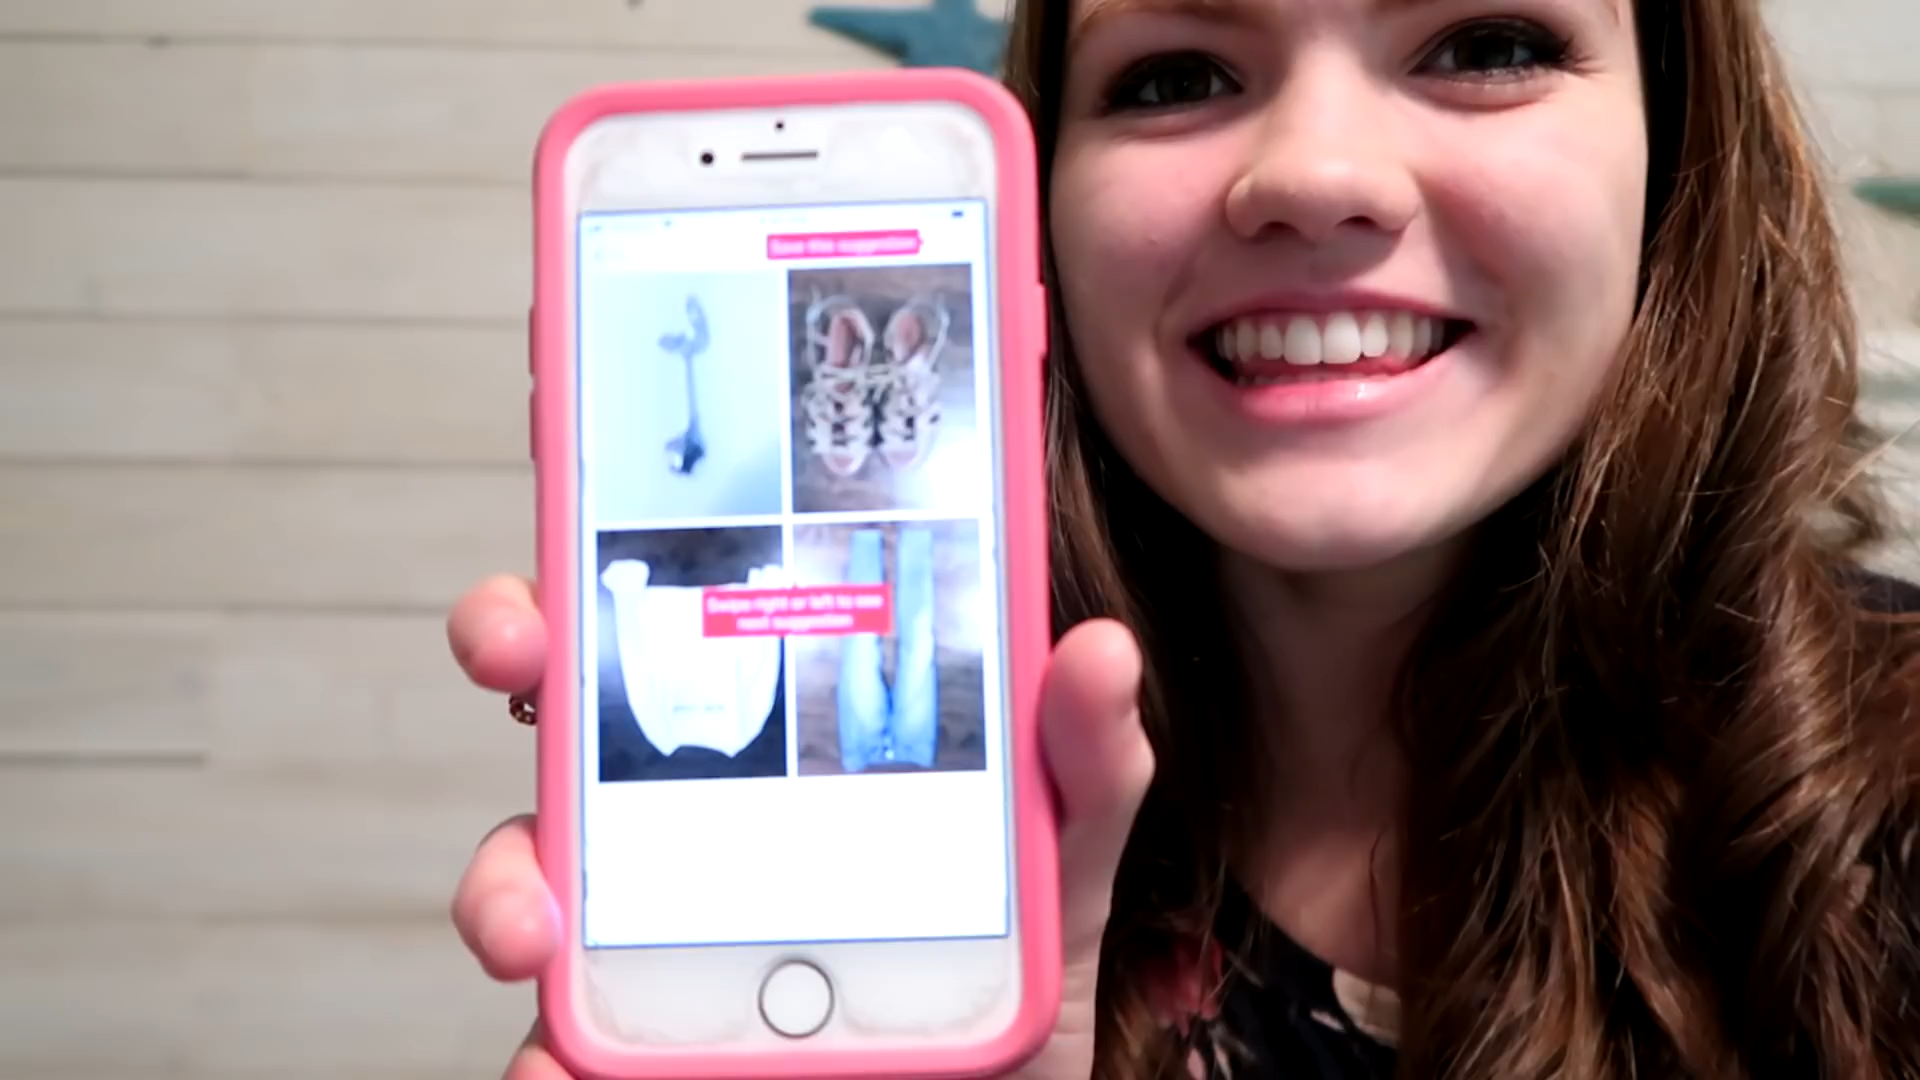 Save this suggestion
Swipe right or left to see
next suggestion